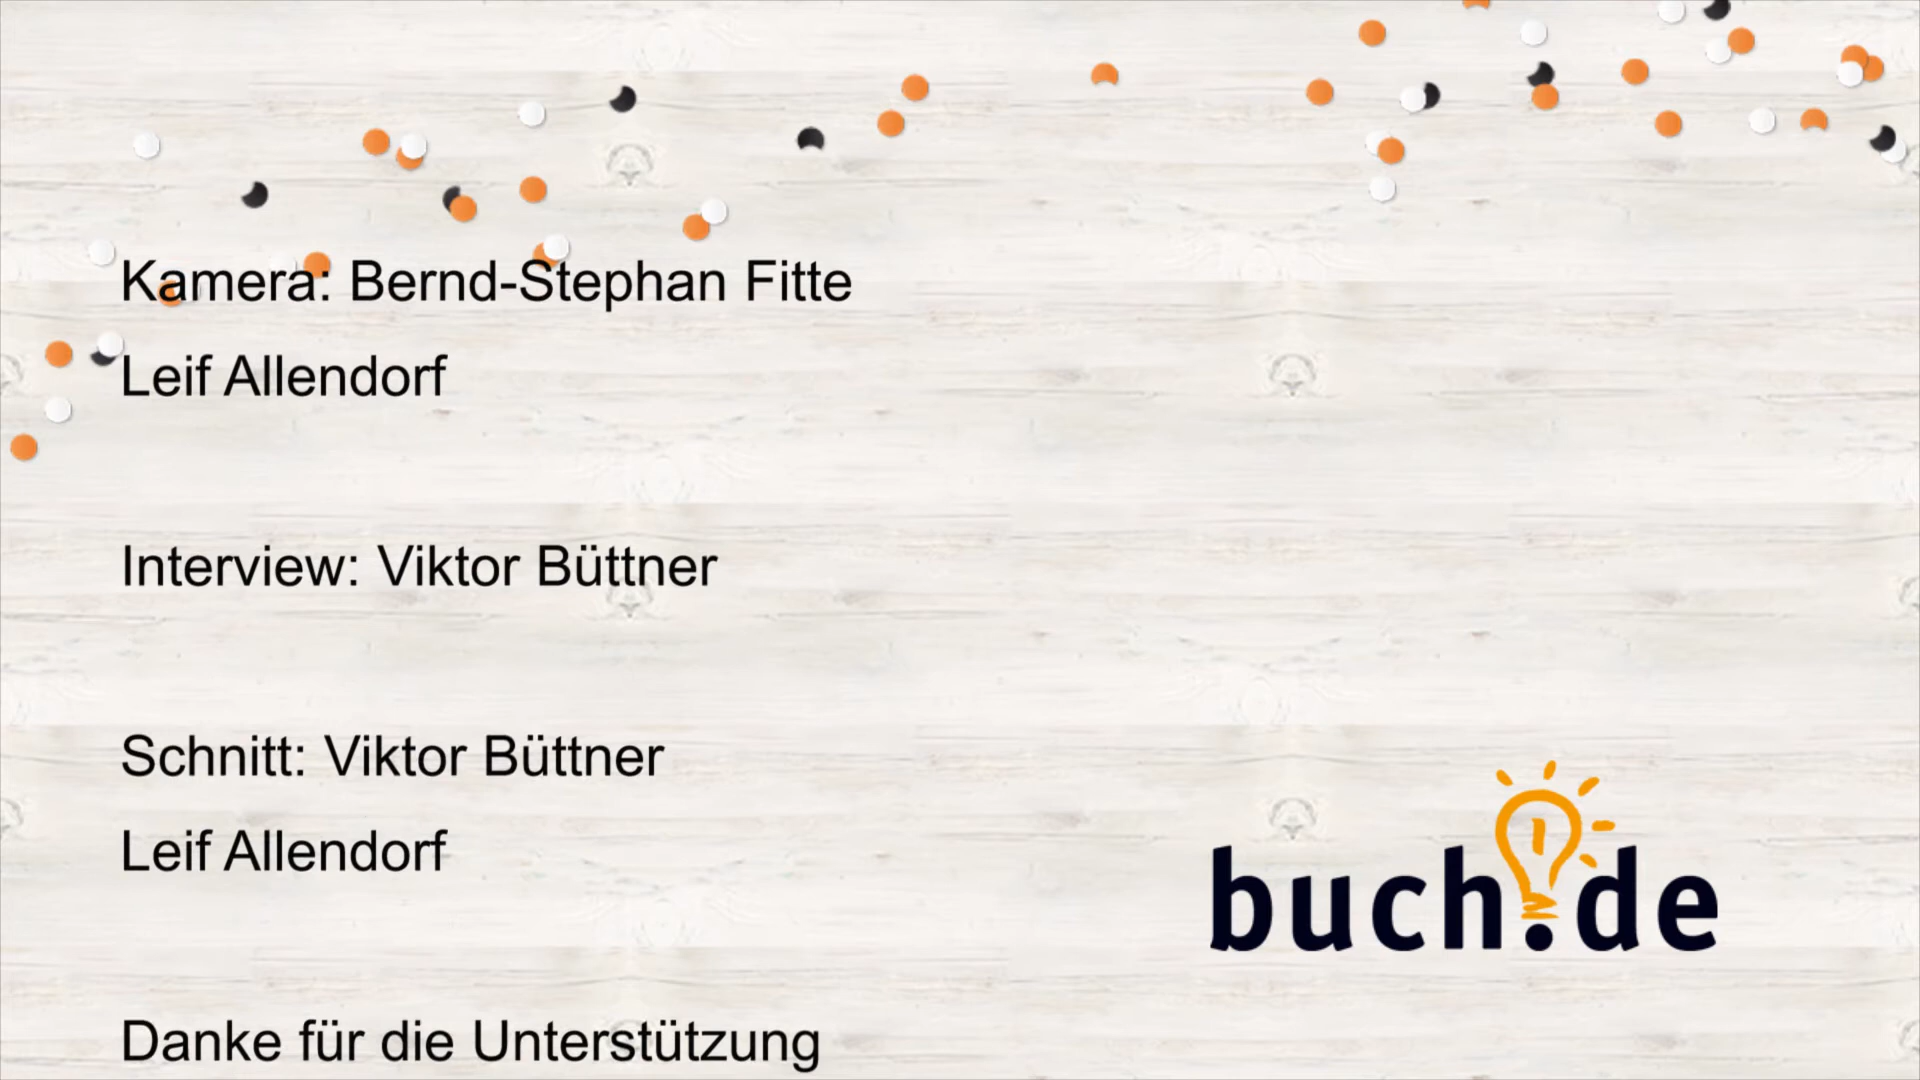 Kamera: Bernd-Stephan Fitte
Leif Allendorf
Interview: Viktor Büttner
Schnitt: Viktor Büttner
Leif Allendorf
buch.de
Danke für die Unterstützung